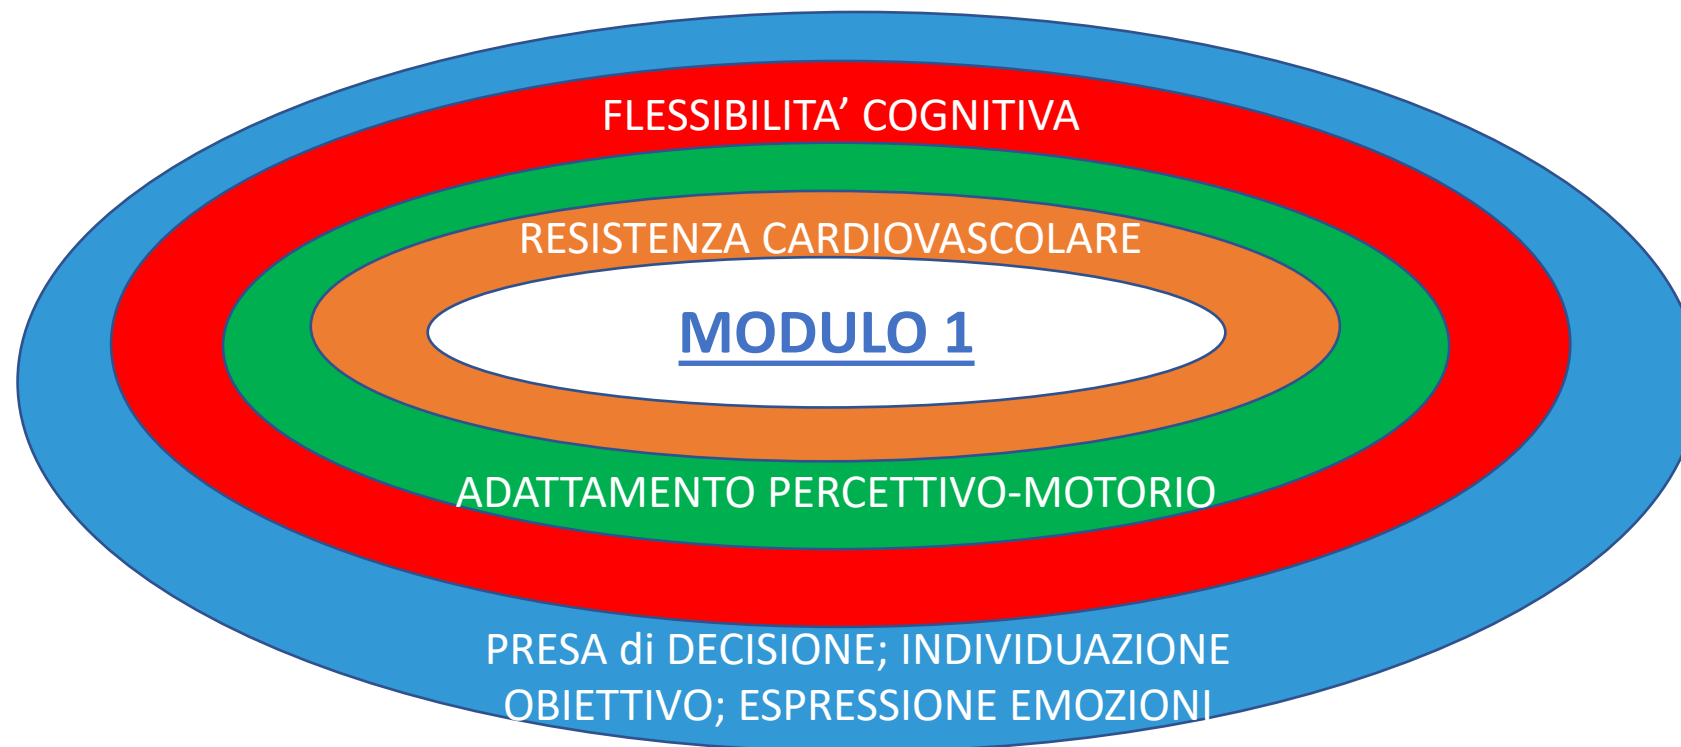 FLESSIBILITA’ COGNITIVA
RESISTENZA CARDIOVASCOLARE
MODULO 1
ADATTAMENTO PERCETTIVO-MOTORIO
PRESA di DECISIONE; INDIVIDUAZIONE
OBIETTIVO; ESPRESSIONE EMOZIONI